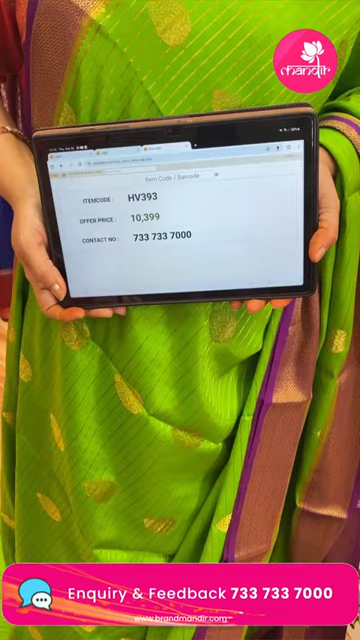 mandir
Item Code / Barcode
ITEMCODE : HV393
OFFER PRICE : 10,399
CONTACT NO : 733 733 7000
Enquiry & Feedback 733 733 7000
www.brandmandir.com